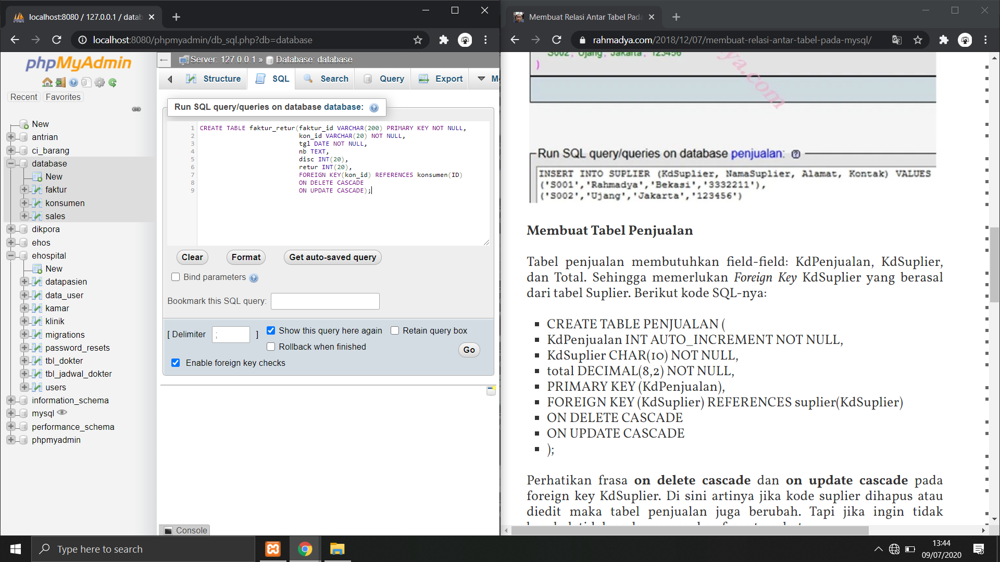 localhost:8080 / 127.0.0.1 / datab
localhost:8080/phpmyadmin/db_sql.php?db=database
phpMyAdmin
Recent
Favorites
New
antrian
ci_barang
database
New
faktur
konsumen
sales
dikpora
ehos
ehospital
New
datapasien
data_user
kamar
klinik
migrations
password_resets
tbl_dokter
tbl_jadwal_dokter
users
information_schema
mysql
performance_schema
phpmyadmin
Server: 127.0.0.1 » Database: database
Structure
SQL
Search
Query
Export
Run SQL query/queries on database database:
1 CREATE TABLE faktur_retur(faktur_id VARCHAR(200) PRIMARY KEY NOT NULL,
2 kon_id VARCHAR(20) NOT NULL,
3 tgl DATE NOT NULL,
4 nb TEXT,
5 disc INT(20),
6 retur INT(20),
7 FOREIGN KEY(kon_id) REFERENCES konsumen(ID)
8 ON DELETE CASCADE
9 ON UPDATE CASCADE);
Clear
Format
Get auto-saved query
Bind parameters
Bookmark this SQL query:
[ Delimiter ; ]
Show this query here again
Retain query box
Rollback when finished
Go
Enable foreign key checks
Console
Membuat Relasi Antar Tabel Pada
rahmadya.com/2018/12/07/membuat-relasi-antar-tabel-pada-mysql/
'S002', 'Ujang', 'Jakarta', '123456'
)
ya.com
Run SQL query/queries on database penjualan:
INSERT INTO SUPLIER (KdSuplier, NamaSuplier, Alamat, Kontak) VALUES
('S001','Rahmadya','Bekasi','3332211'),
('S002','Ujang','Jakarta','123456')
Membuat Tabel Penjualan
Tabel penjualan membutuhkan field-field: KdPenjualan, KdSuplier,
dan Total. Sehingga memerlukan Foreign Key KdSuplier yang berasal
dari tabel Suplier. Berikut kode SQL-nya:
CREATE TABLE PENJUALAN (
KdPenjualan INT AUTO_INCREMENT NOT NULL,
KdSuplier CHAR(10) NOT NULL,
total DECIMAL(8,2) NOT NULL,
PRIMARY KEY (KdPenjualan),
FOREIGN KEY (KdSuplier) REFERENCES suplier(KdSuplier)
ON DELETE CASCADE
ON UPDATE CASCADE
);
Perhatikan frasa on delete cascade dan on update cascade pada
foreign key KdSuplier. Di sini artinya jika kode suplier dihapus atau
diedit maka tabel penjualan juga berubah. Tapi jika ingin tidak
Type here to search
13:44
09/07/2020